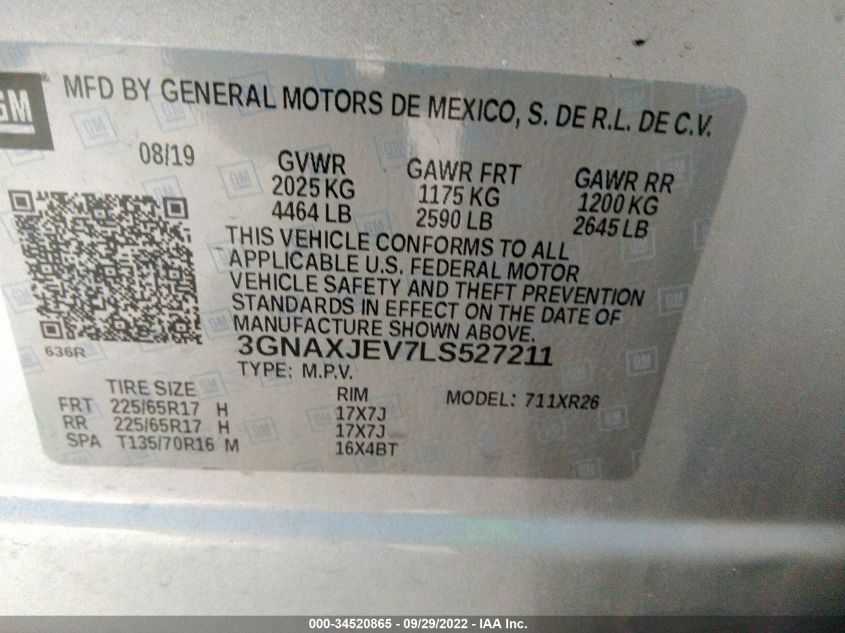 GM
MFD BY GENERAL MOTORS DE MEXICO, S. DE R.L. DE C.V.
08/19
GVWR
2025 KG
4464 LB
GAWR FRT
1175 KG
2590 LB
GAWR RR
1200 KG
2645 LB
THIS VEHICLE CONFORMS TO ALL
APPLICABLE U.S. FEDERAL MOTOR
VEHICLE SAFETY AND THEFT PREVENTION
STANDARDS IN EFFECT ON THE DATE OF
MANUFACTURE SHOWN ABOVE.
636R
3GNAXJEV7LS527211
TYPE: M.P.V.
MODEL: 711XR26
TIRE SIZE RIM
FRT 225/65R17 H 17X7J
RR 225/65R17 H 17X7J
SPA T135/70R16 M 16X4BT
000-34520865 - 09/29/2022 - IAA Inc.